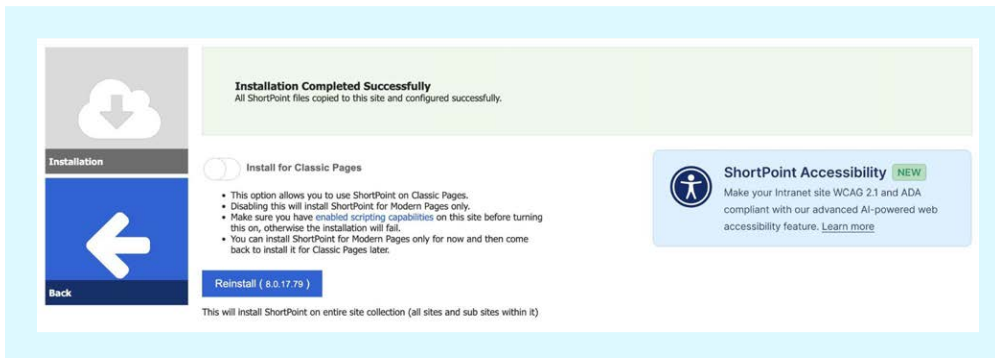 Installation Completed Successfully
All ShortPoint files copied to this site and configured successfully.
Installation
Install for Classic Pages
• This option allows you to use ShortPoint on Classic Pages.
• Disabling this will install ShortPoint for Modern Pages only.
• Make sure you have enabled scripting capabilities on this site before turning
this on, otherwise the installation will fail.
• You can install ShortPoint for Modern Pages only for now and then come
back to install it for Classic Pages later.
ShortPoint Accessibility NEW
Make your Intranet site WCAG 2.1 and ADA
compliant with our advanced AI-powered web
accessibility feature. Learn more
Back
Reinstall ( 8.0.17.79 )
This will install ShortPoint on entire site collection (all sites and sub sites within it)